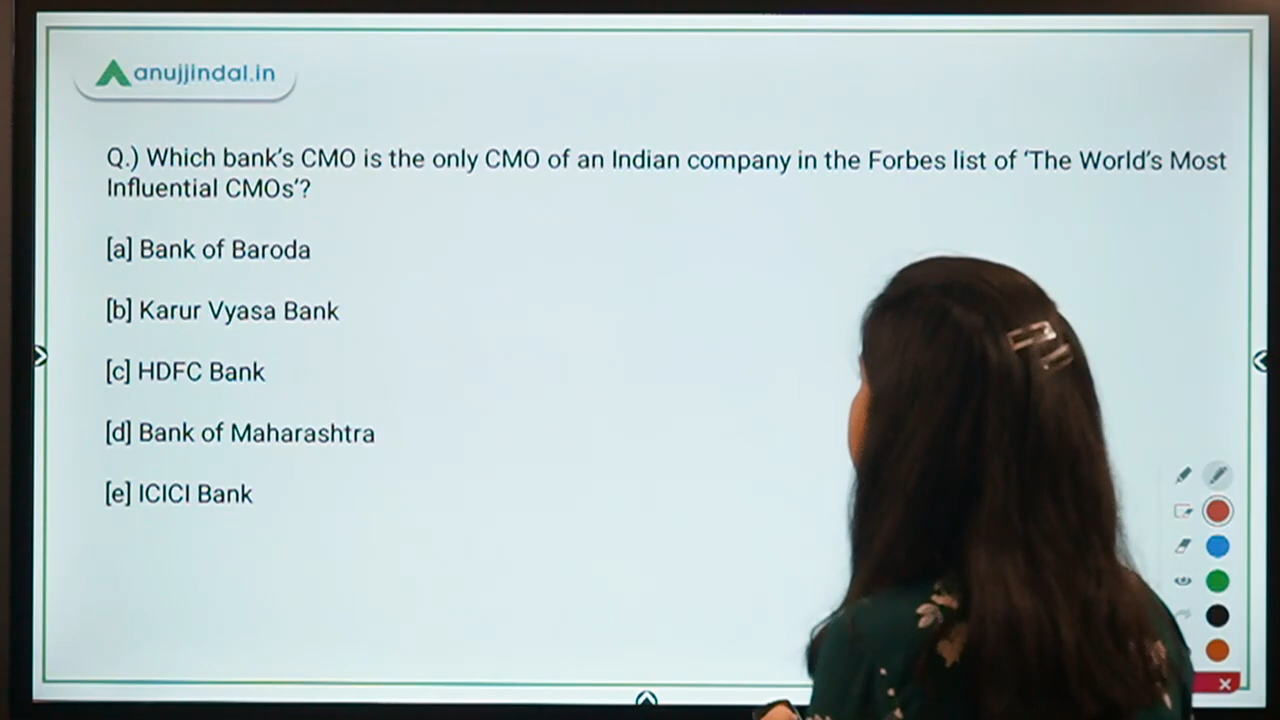 anujjindal.in
Q.) Which bank's CMO is the only CMO of an Indian company in the Forbes list of 'The World's Most
Influential CMOs'?
[a] Bank of Baroda
[b] Karur Vyasa Bank
[c] HDFC Bank
[d] Bank of Maharashtra
[e] ICICI Bank